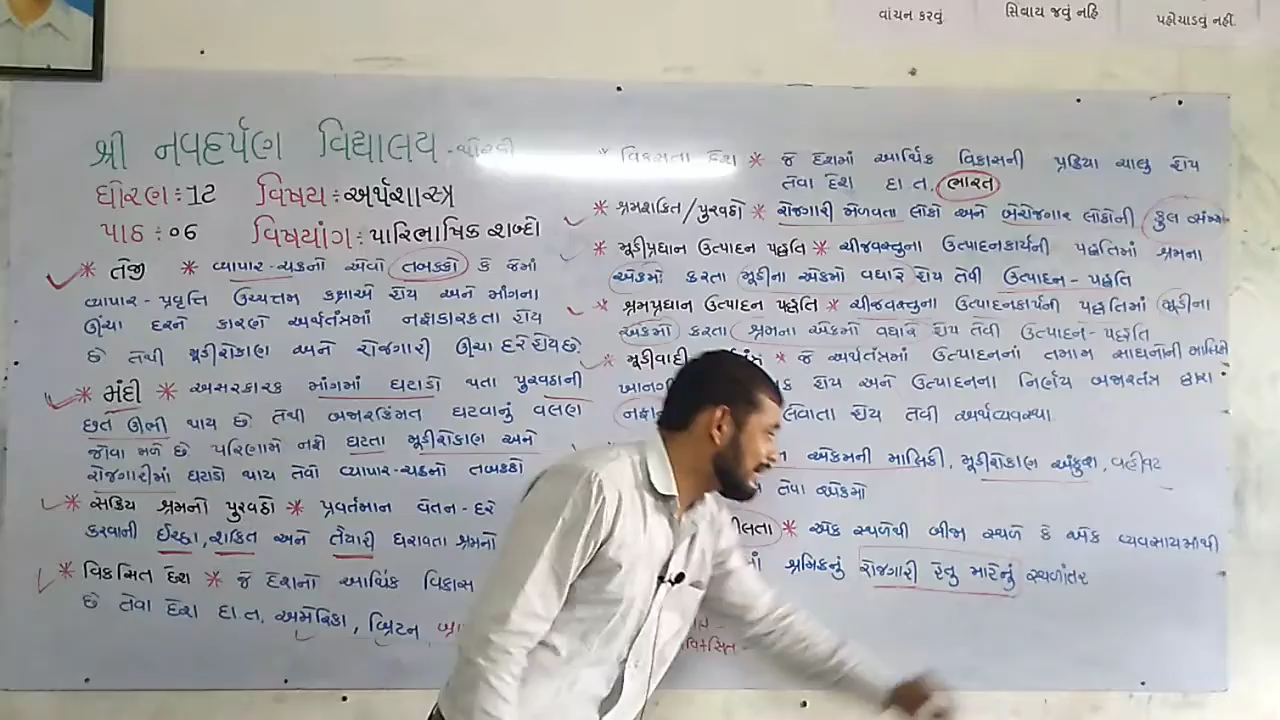 વાંચન કરવું
સિવાય જવું નહિ
પહોચાડવું નહીં.
શ્રી નવદર્પણ વિદ્યાલય
ધોરણ : 12 વિષય : અર્થશાસ્ત્ર
પાઠ : 06 વિષયાંગ : પારિભાષિક શબ્દો
* તેજી * વ્યાપાર-ચક્રનો એવો તબક્કો કે જેમાં
વ્યાપાર-પ્રવૃત્તિ ઉચ્ચત્તમ કક્ષાએ હોય અને માંગના
ઊંચા દરને કારણે અર્થતંત્રમાં નફાકારકતા હોય
છે તેથી મૂડીરોકાણ અને રોજગારી ઊંચા દરે હોય છે.
* મંદી * અસરકારક માંગમાં ઘટાડો થતા પુરવઠાની
છત ઊભી થાય છે. તેથી બજારકિંમત ઘટવાનું વલણ
જોવા મળે છે પરિણામે નફો ઘટતા મૂડીરોકાણ અને
રોજગારીમાં ઘટાડો થાય તેવો વ્યાપાર-ચક્રનો તબક્કો
* સક્રિય શ્રમનો પુરવઠો * પ્રવર્તમાન વેતન-દરે
કરવાની ઈચ્છા, શક્તિ અને તૈયારી ધરાવતા શ્રમનો
* વિકસિત દેશ * જે દેશનો આર્થિક વિકાસ
છે તેવા દેશ દા.ત. અમેરિકા, બ્રિટન
* વિકસતા દેશ * જે દેશમાં આર્થિક વિકાસની પ્રક્રિયા ચાલુ હોય
તેવા દેશ દા.ત. ભારત
* શ્રમશક્તિ/પુરવઠો * રોજગારી મેળવતા લોકો અને બેરોજગાર લોકોની કુલ સંખ્યા
* મૂડીપ્રધાન ઉત્પાદન પદ્ધતિ * ચીજવસ્તુના ઉત્પાદનકાર્યની પદ્ધતિમાં શ્રમના
એકમો કરતા મૂડીના એકમો વધારે હોય તેવી ઉત્પાદન-પદ્ધતિ
* શ્રમપ્રધાન ઉત્પાદન પદ્ધતિ * ચીજવસ્તુના ઉત્પાદનકાર્યની પદ્ધતિમાં મૂડીના
એકમો કરતા શ્રમના એકમો વધારે હોય તેવી ઉત્પાદન-પદ્ધતિ
* મૂડીવાદી * જે અર્થતંત્રમાં ઉત્પાદનનાં તમામ સાધનોની માલિકી
હોય અને ઉત્પાદનના નિર્ણય બજારતંત્ર દ્વારા
લેવાતા હોય તેવી અર્થવ્યવસ્થા
એકમની માલિકી, મૂડીરોકાણ અંકુશ, વહીવટ
તેવા એકમો
* એક સ્થળેથી બીજા સ્થળે કે એક વ્યવસાયમાંથી
શ્રમિકનું રોજગારી હેતુ માટેનું સ્થળાંતર